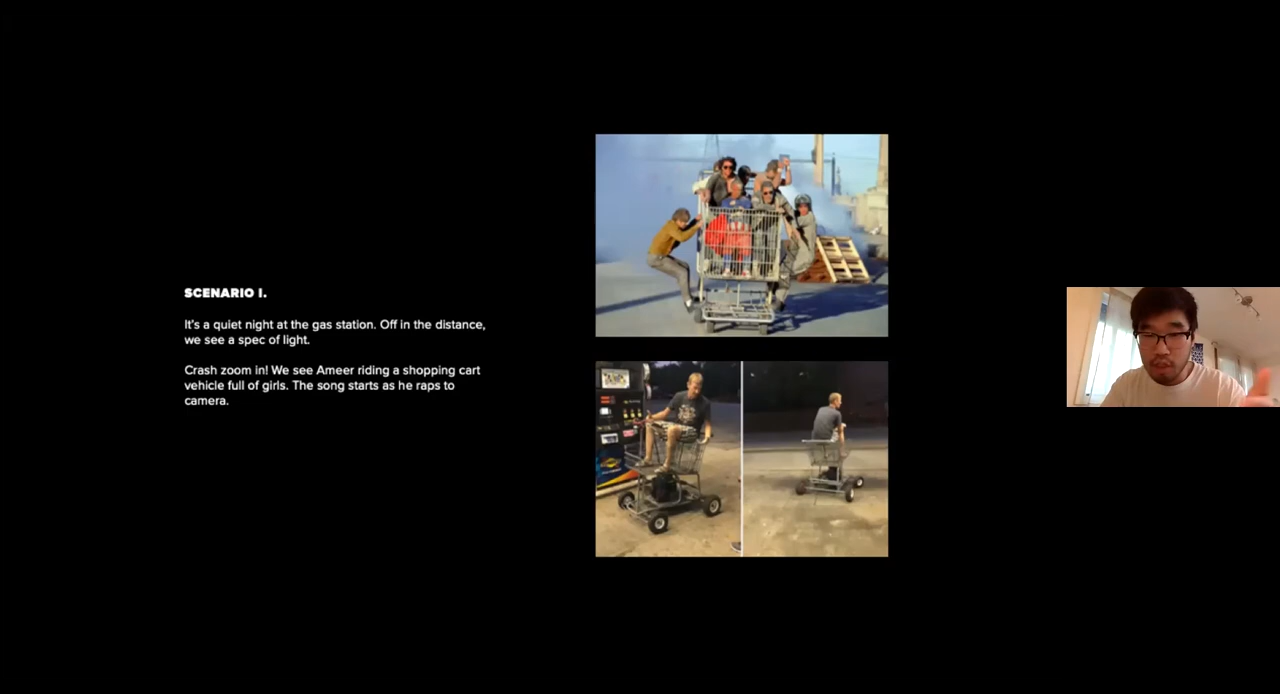 SCENARIO I.
It's a quiet night at the gas station. Off in the distance,
we see a spec of light.
Crash zoom in! We see Ameer riding a shopping cart
vehicle full of girls. The song starts as he raps to
camera.